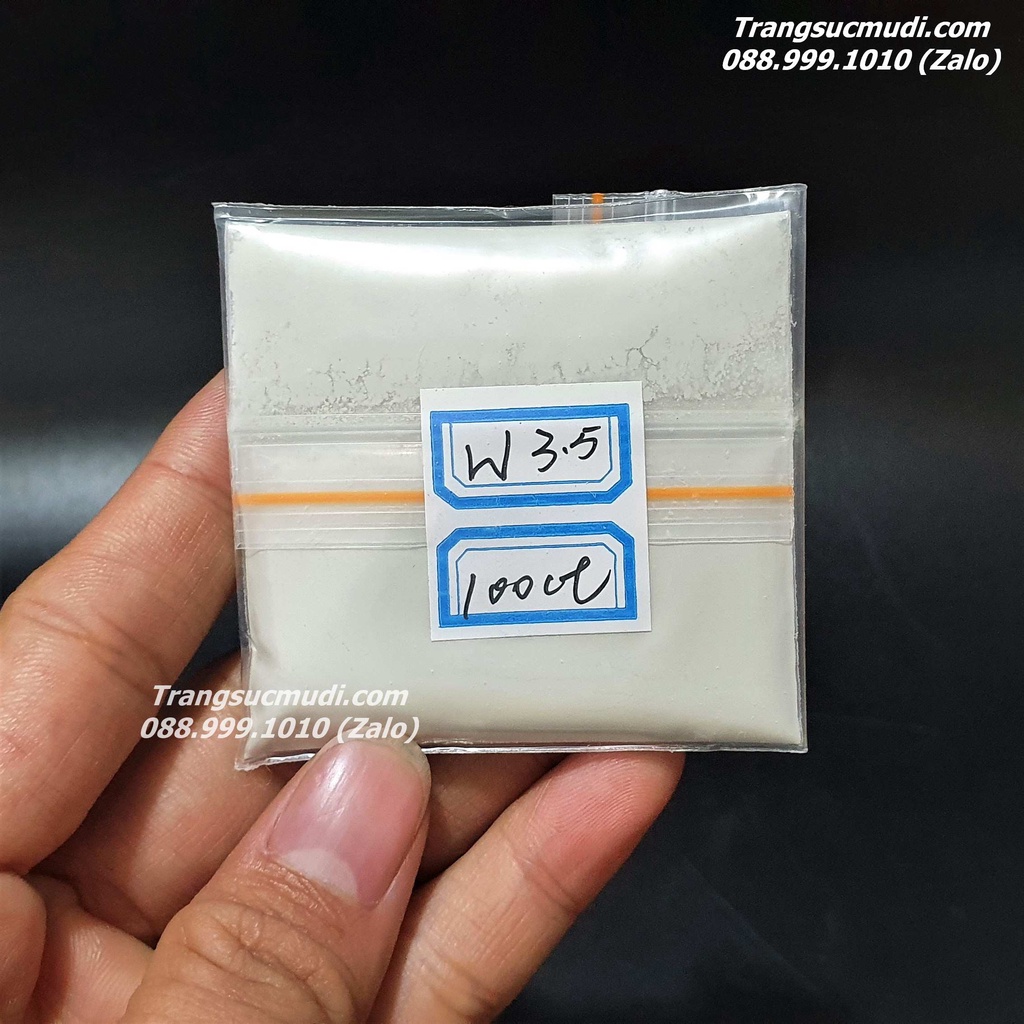 Trangsucmudi.com
088.999.1010 (Zalo)
W 3.5
100ct
Trangsucmudi.com
088.999.1010 (Zalo)